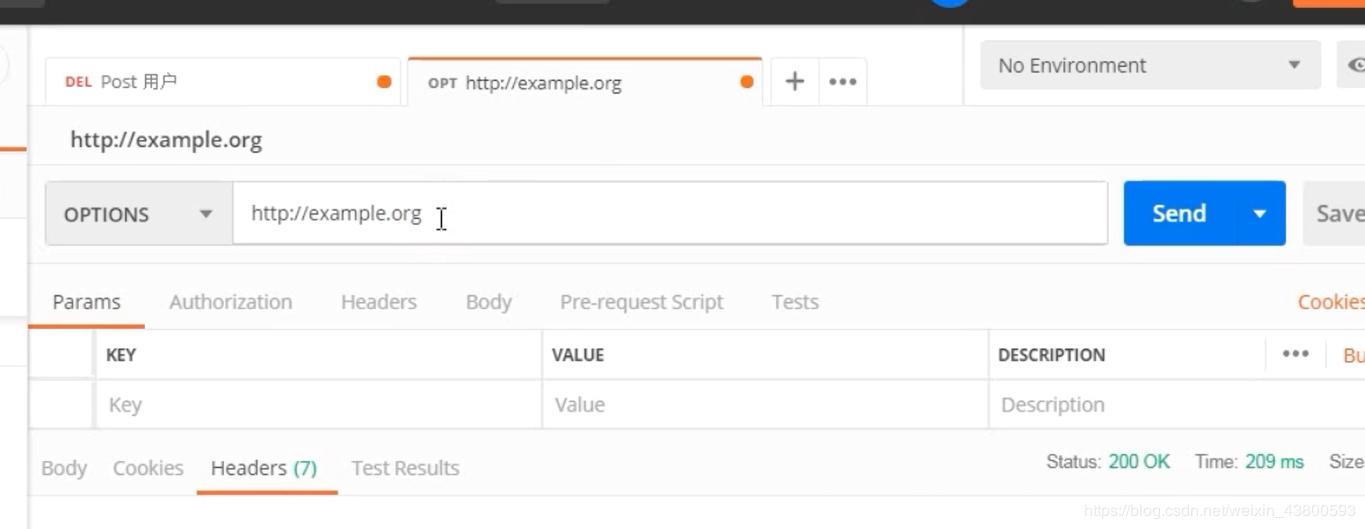 DEL Post 用户 OPT http://example.org + ••• No Environment
http://example.org
OPTIONS http://example.org Send Save
Params Authorization Headers Body Pre-request Script Tests Cookies
KEY VALUE DESCRIPTION ••• Bu
Key Value Description
Body Cookies Headers (7) Test Results Status: 200 OK Time: 209 ms Size
https://blog.csdn.net/weixin_43800593